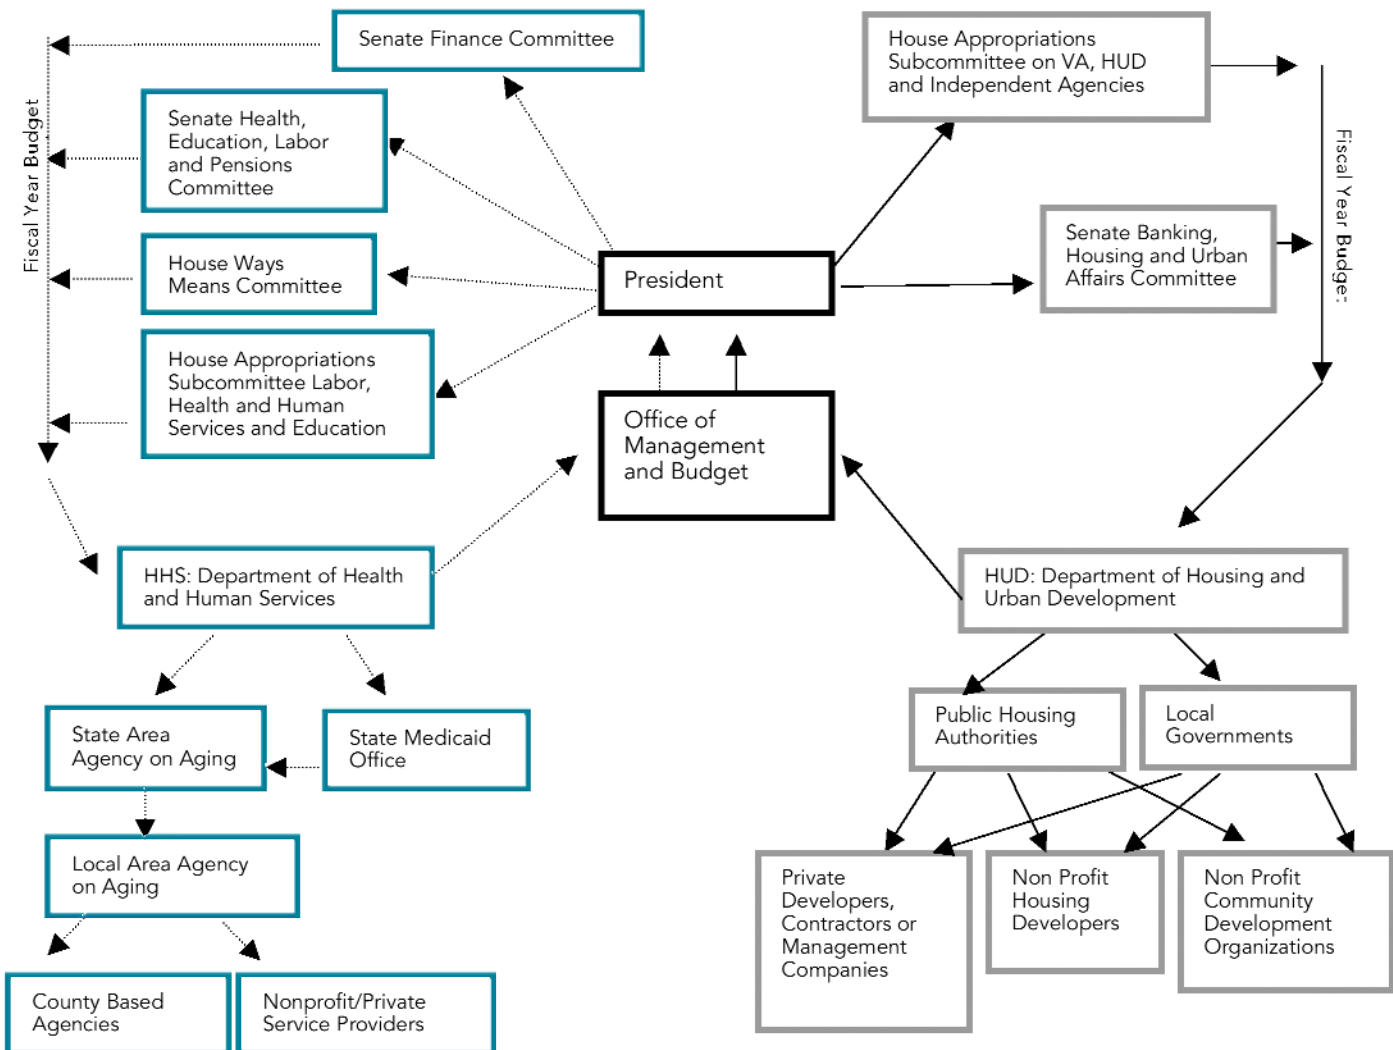 Senate Finance Committee
House Appropriations
Subcommittee on VA, HUD
and Independent Agencies
Fiscal Year Budget
Senate Health,
Education, Labor
and Pensions
Committee
Fiscal Year Budge:
Senate Banking,
Housing and Urban
Affairs Committee
House Ways
Means Committee
President
House Appropriations
Subcommittee Labor,
Health and Human
Services and Education
Office of
Management
and Budget
HHS: Department of Health
and Human Services
HUD: Department of Housing and
Urban Development
State Area
Agency on Aging
State Medicaid
Office
Public Housing
Authorities
Local
Governments
Local Area Agency
on Aging
Private
Developers,
Contractors or
Management
Companies
Non Profit
Housing
Developers
Non Profit
Community
Development
Organizations
County Based
Agencies
Nonprofit/Private
Service Providers